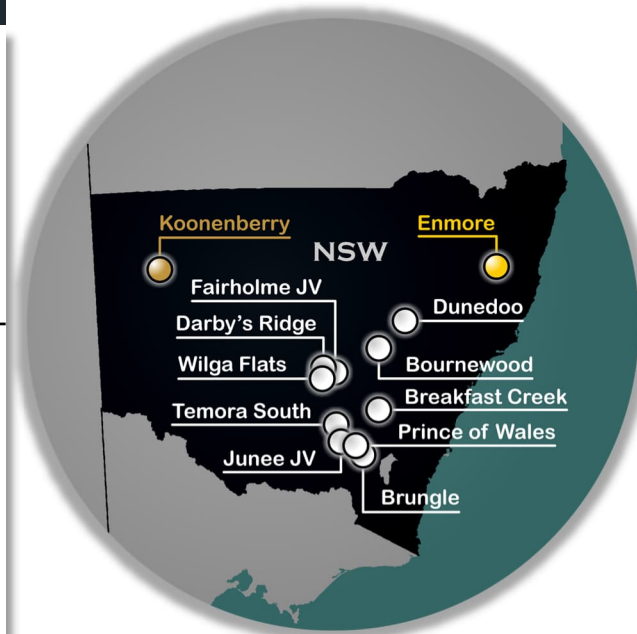 Koonenberry
Enmore
NSW
Fairholme JV
Dunedoo
Darby's Ridge
Wilga Flats
Bournewood
Breakfast Creek
Temora South
Prince of Wales
Junee JV
Brungle